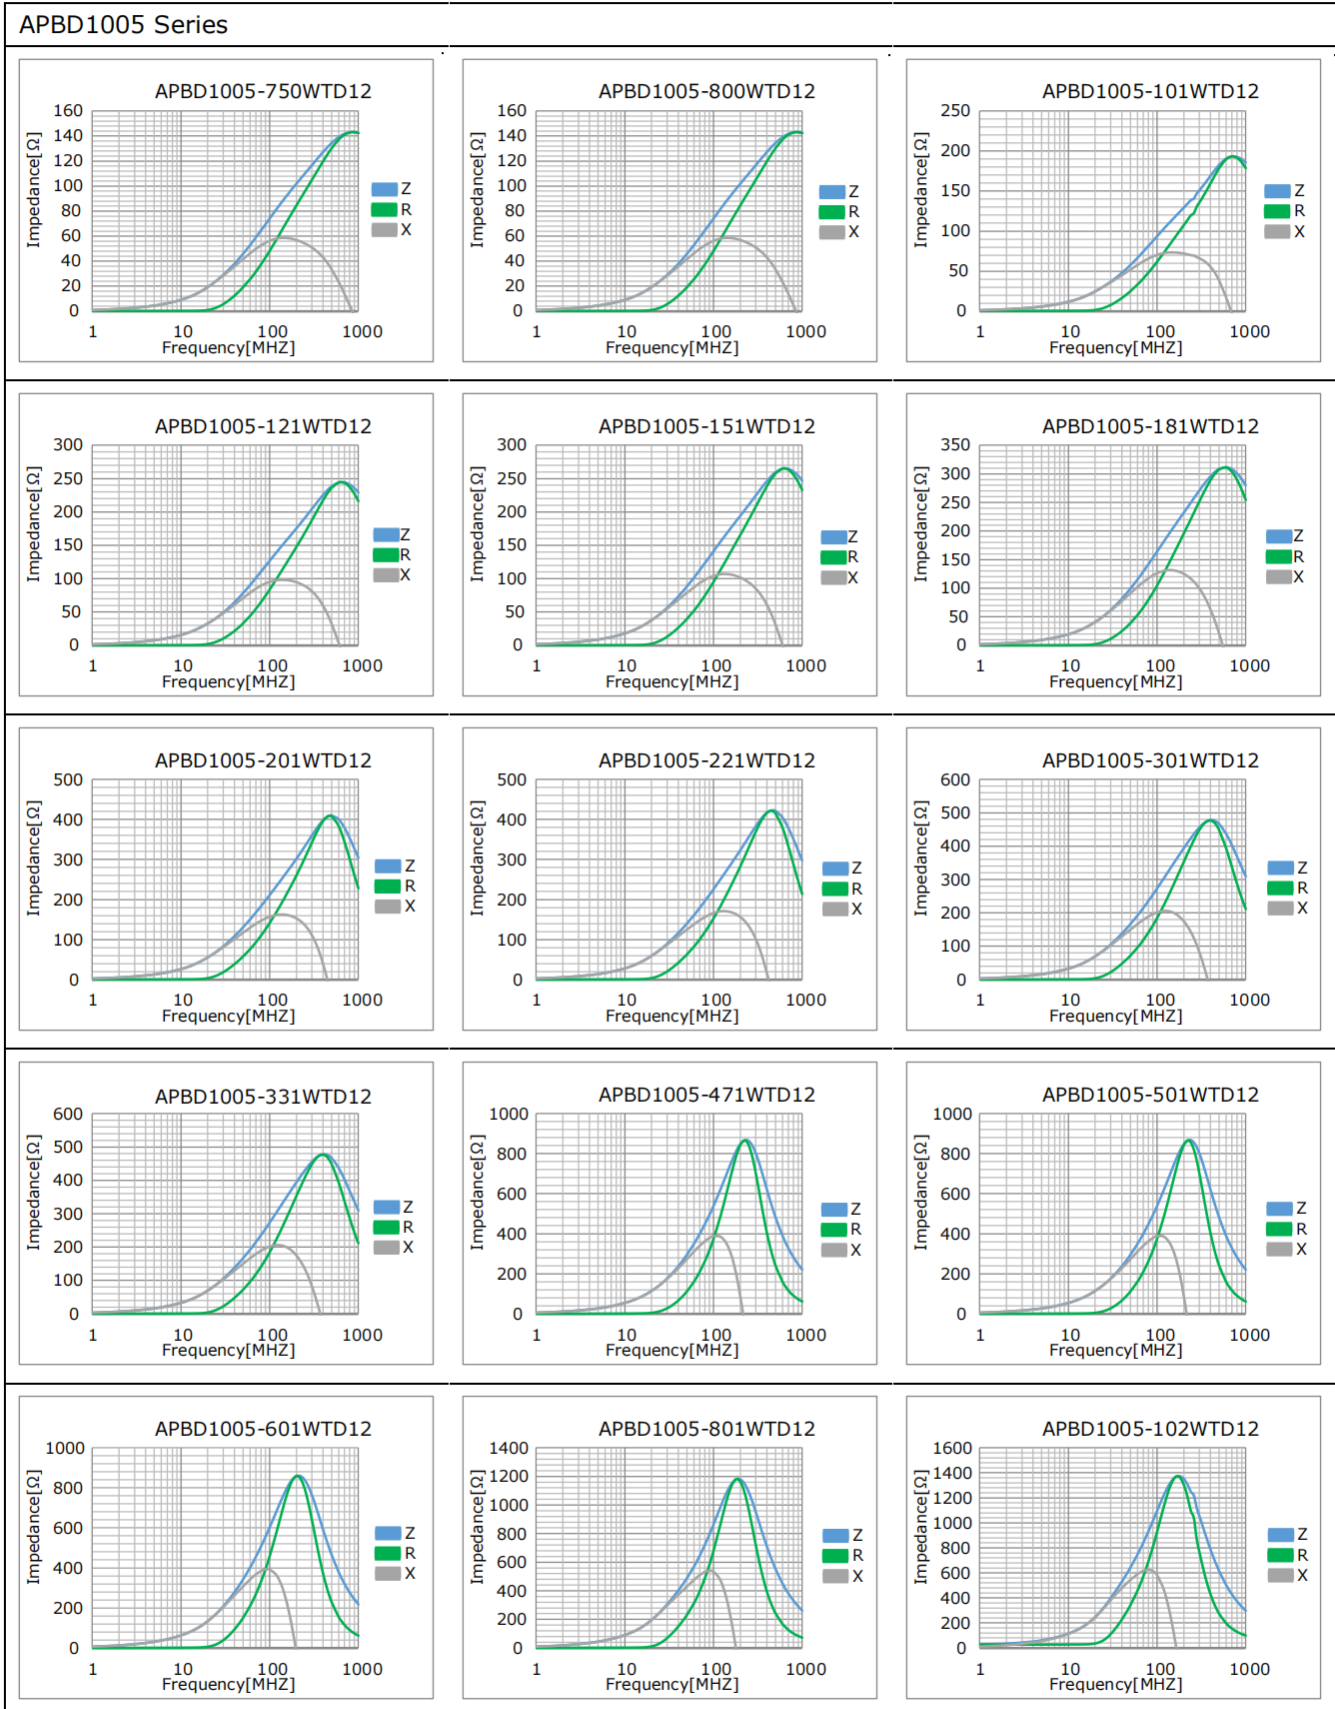 APBD1005 Series
APBD1005-750WTD12
Impedance[Ω]
160
140
120
100
80
60
40
20
0
1 10 100 1000
Frequency[MHZ]
Z
R
X
APBD1005-800WTD12
Impedance[Ω]
160
140
120
100
80
60
40
20
0
1 10 100 1000
Frequency[MHZ]
Z
R
X
APBD1005-101WTD12
Impedance[Ω]
250
200
150
100
50
0
1 10 100 1000
Frequency[MHZ]
Z
R
X
APBD1005-121WTD12
Impedance[Ω]
300
250
200
150
100
50
0
1 10 100 1000
Frequency[MHZ]
Z
R
X
APBD1005-151WTD12
Impedance[Ω]
300
250
200
150
100
50
0
1 10 100 1000
Frequency[MHZ]
Z
R
X
APBD1005-181WTD12
Impedance[Ω]
350
300
250
200
150
100
50
0
1 10 100 1000
Frequency[MHZ]
Z
R
X
APBD1005-201WTD12
Impedance[Ω]
500
400
300
200
100
0
1 10 100 1000
Frequency[MHZ]
Z
R
X
APBD1005-221WTD12
Impedance[Ω]
500
400
300
200
100
0
1 10 100 1000
Frequency[MHZ]
Z
R
X
APBD1005-301WTD12
Impedance[Ω]
600
500
400
300
200
100
0
1 10 100 1000
Frequency[MHZ]
Z
R
X
APBD1005-331WTD12
Impedance[Ω]
600
500
400
300
200
100
0
1 10 100 1000
Frequency[MHZ]
Z
R
X
APBD1005-471WTD12
Impedance[Ω]
1000
800
600
400
200
0
1 10 100 1000
Frequency[MHZ]
Z
R
X
APBD1005-501WTD12
Impedance[Ω]
1000
800
600
400
200
0
1 10 100 1000
Frequency[MHZ]
Z
R
X
APBD1005-601WTD12
Impedance[Ω]
1000
800
600
400
200
0
1 10 100 1000
Frequency[MHZ]
Z
R
X
APBD1005-801WTD12
Impedance[Ω]
1400
1200
1000
800
600
400
200
0
1 10 100 1000
Frequency[MHZ]
Z
R
X
APBD1005-102WTD12
Impedance[Ω]
1600
1400
1200
1000
800
600
400
200
0
1 10 100 1000
Frequency[MHZ]
Z
R
X